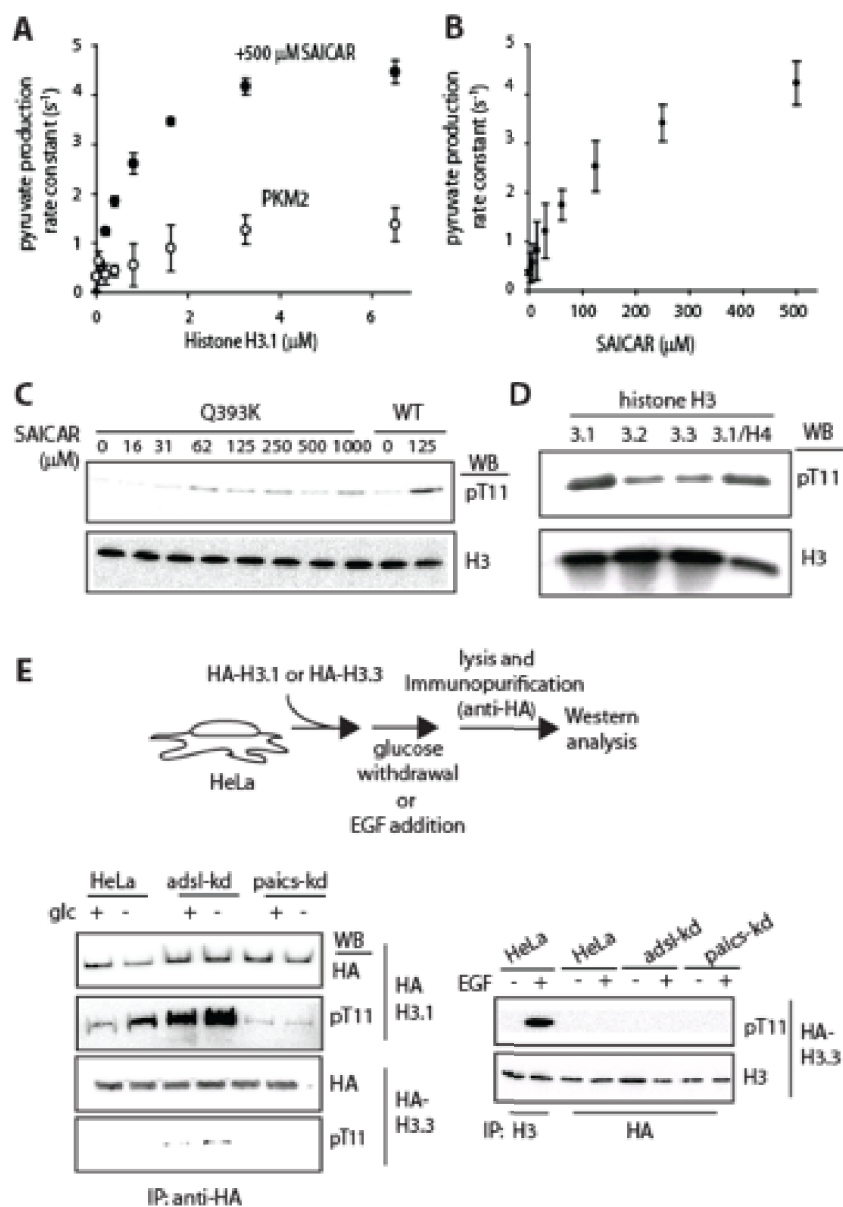 A
+500 μM SAICAR
PKM2
pyruvate production
rate constant (s⁻¹)
5
4
3
2
1
0
0 2 4 6
Histone H3.1 (μM)
B
pyruvate production
rate constant (s⁻¹)
5
4
3
2
1
0
0 100 200 300 400 500
SAICAR (μM)
C
Q393K WT
SAICAR
(μM)
0 16 31 62 125 250 500 1000 0 125
WB
pT11
H3
D
histone H3
3.1 3.2 3.3 3.1/H4 WB
pT11
H3
E
HA-H3.1 or HA-H3.3
lysis and
Immunopurification
(anti-HA)
Western
analysis
HeLa
glucose
withdrawal
or
EGF addition
HeLa adsl-kd paics-kd
glc + - + - + -
WB
HA
pT11
HA
H3.1
HA
pT11
HA-
H3.3
IP: anti-HA
HeLa HeLa adsl-kd paics-kd
EGF - + - + - + - +
pT11
H3
HA-
H3.3
IP: H3 HA